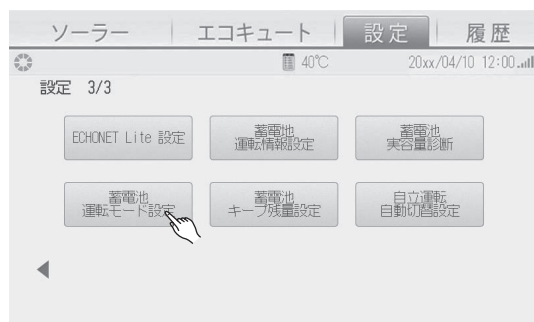 ソーラー エコキュート 設定 履歴
40℃ 20xx/04/10 12:00
設定 3/3
ECHONET Lite 設定
蓄電池
運転情報設定
蓄電池
実容量診断
蓄電池
運転モード設定
蓄電池
キープ残量設定
自立運転
自動切替設定